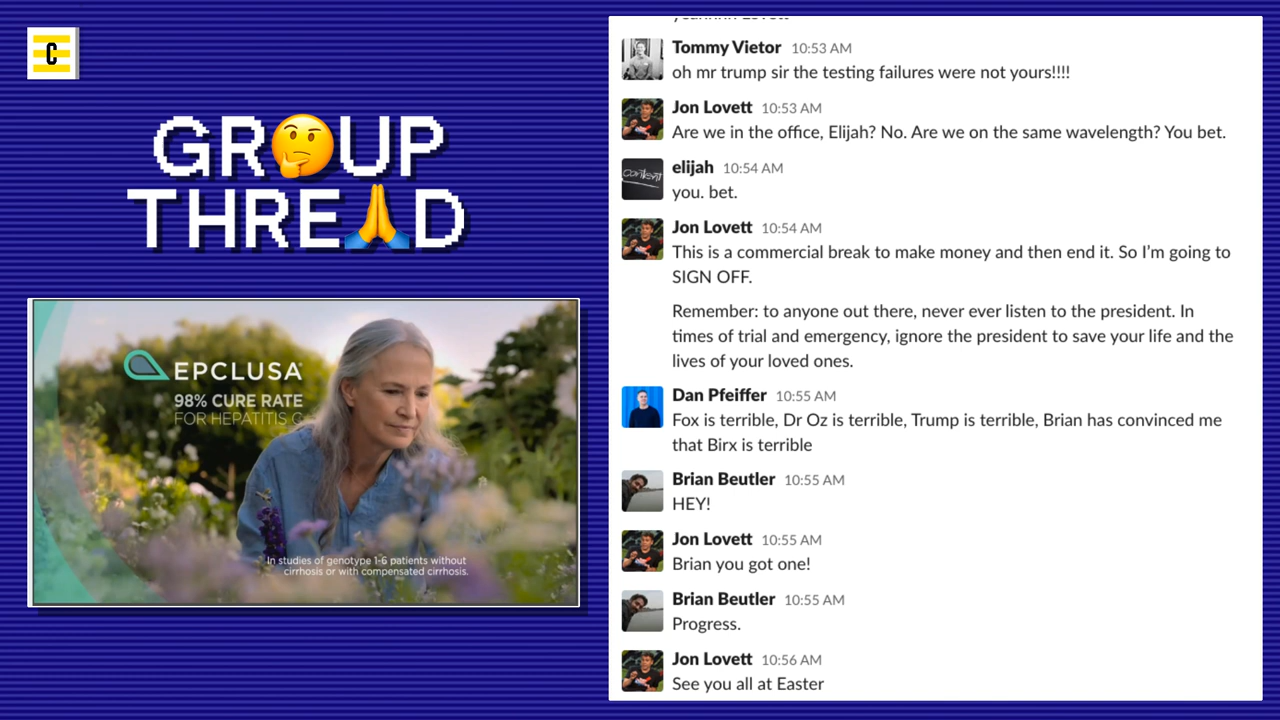 C
GR🤔UP
THRE🙏D
EPCLUSA
98% CURE RATE
FOR HEPATITIS C
In studies of genotype 1-6 patients without
cirrhosis or with compensated cirrhosis.
Tommy Vietor 10:53 AM
oh mr trump sir the testing failures were not yours!!!!
Jon Lovett 10:53 AM
Are we in the office, Elijah? No. Are we on the same wavelength? You bet.
elijah 10:54 AM
you. bet.
Jon Lovett 10:54 AM
This is a commercial break to make money and then end it. So I'm going to
SIGN OFF.
Remember: to anyone out there, never ever listen to the president. In
times of trial and emergency, ignore the president to save your life and the
lives of your loved ones.
Dan Pfeiffer 10:55 AM
Fox is terrible, Dr Oz is terrible, Trump is terrible, Brian has convinced me
that Birx is terrible
Brian Beutler 10:55 AM
HEY!
Jon Lovett 10:55 AM
Brian you got one!
Brian Beutler 10:55 AM
Progress.
Jon Lovett 10:56 AM
See you all at Easter